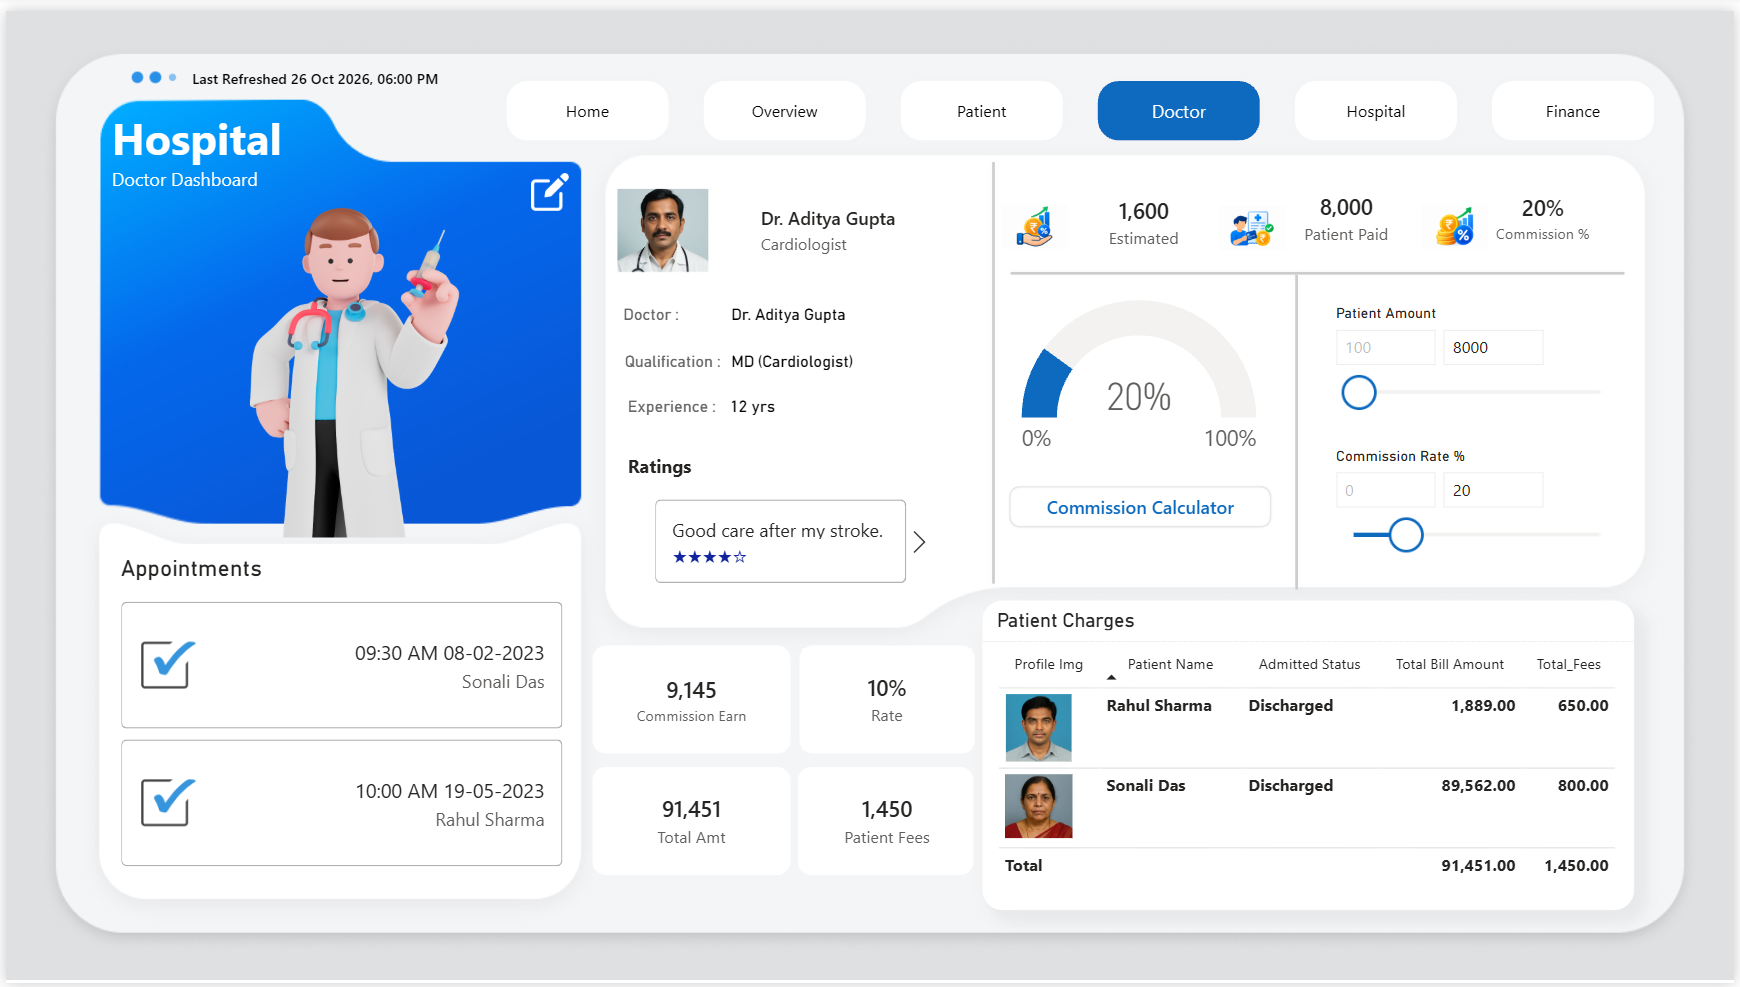 Last Refreshed 26 Oct 2026, 06:00 PM
Home
Overview
Patient
Doctor
Hospital
Finance
Hospital
Doctor Dashboard
Dr. Aditya Gupta
Cardiologist
Doctor :
Dr. Aditya Gupta
Qualification :
MD (Cardiologist)
Experience :
12 yrs
Ratings
Good care after my stroke.
★★★★☆
1,600
Estimated
8,000
Patient Paid
20%
Commission %
20%
0%
100%
Commission Calculator
Patient Amount
100
8000
Commission Rate %
0
20
Appointments
09:30 AM 08-02-2023
Sonali Das
10:00 AM 19-05-2023
Rahul Sharma
9,145
Commission Earn
10%
Rate
91,451
Total Amt
1,450
Patient Fees
Patient Charges
Profile Img Patient Name Admitted Status Total Bill Amount Total_Fees
Rahul Sharma Discharged 1,889.00 650.00
Sonali Das Discharged 89,562.00 800.00
Total 91,451.00 1,450.00